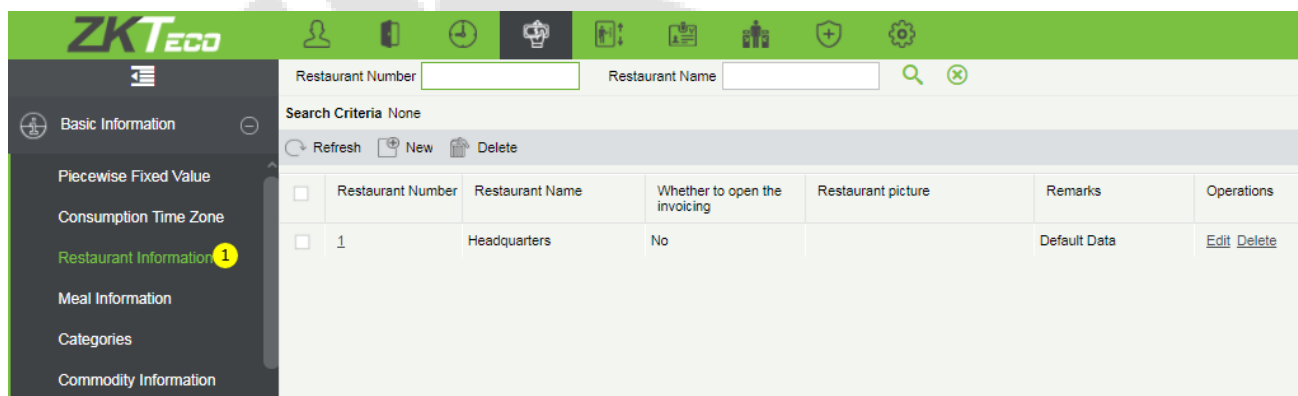 ZKTeco
Restaurant Number Restaurant Name
Basic Information
Search Criteria None
Refresh New Delete
Piecewise Fixed Value
Restaurant Number Restaurant Name Whether to open the invoicing Restaurant picture Remarks Operations
Consumption Time Zone
1 Headquarters No Default Data Edit Delete
Restaurant Information 1
Meal Information
Categories
Commodity Information